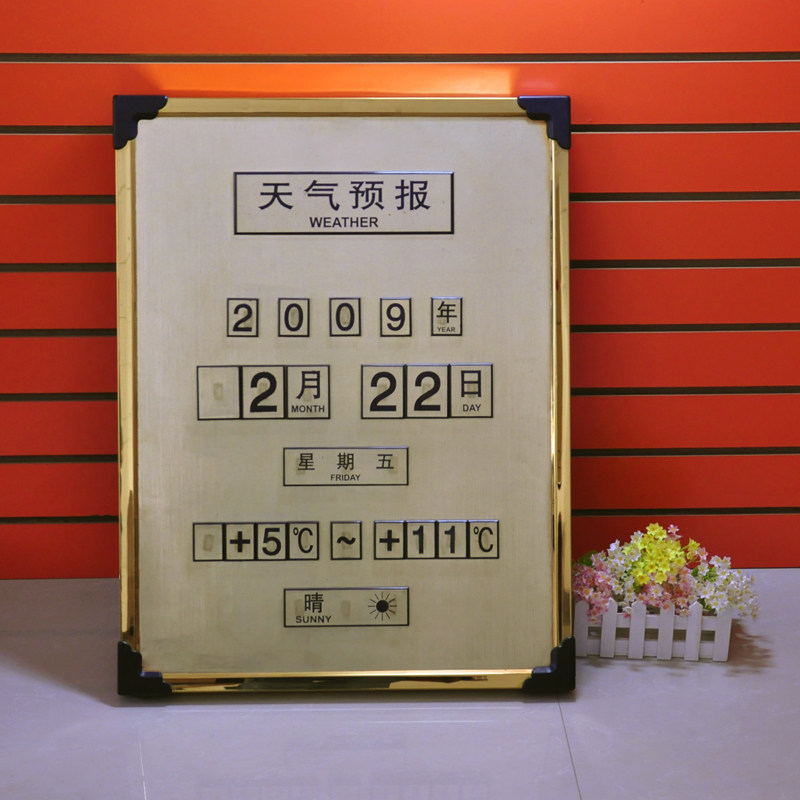 天气预报
WEATHER
2009年
YEAR
2月 22日
MONTH DAY
星期五
FRIDAY
+5℃ ~ +11℃
晴
SUNNY